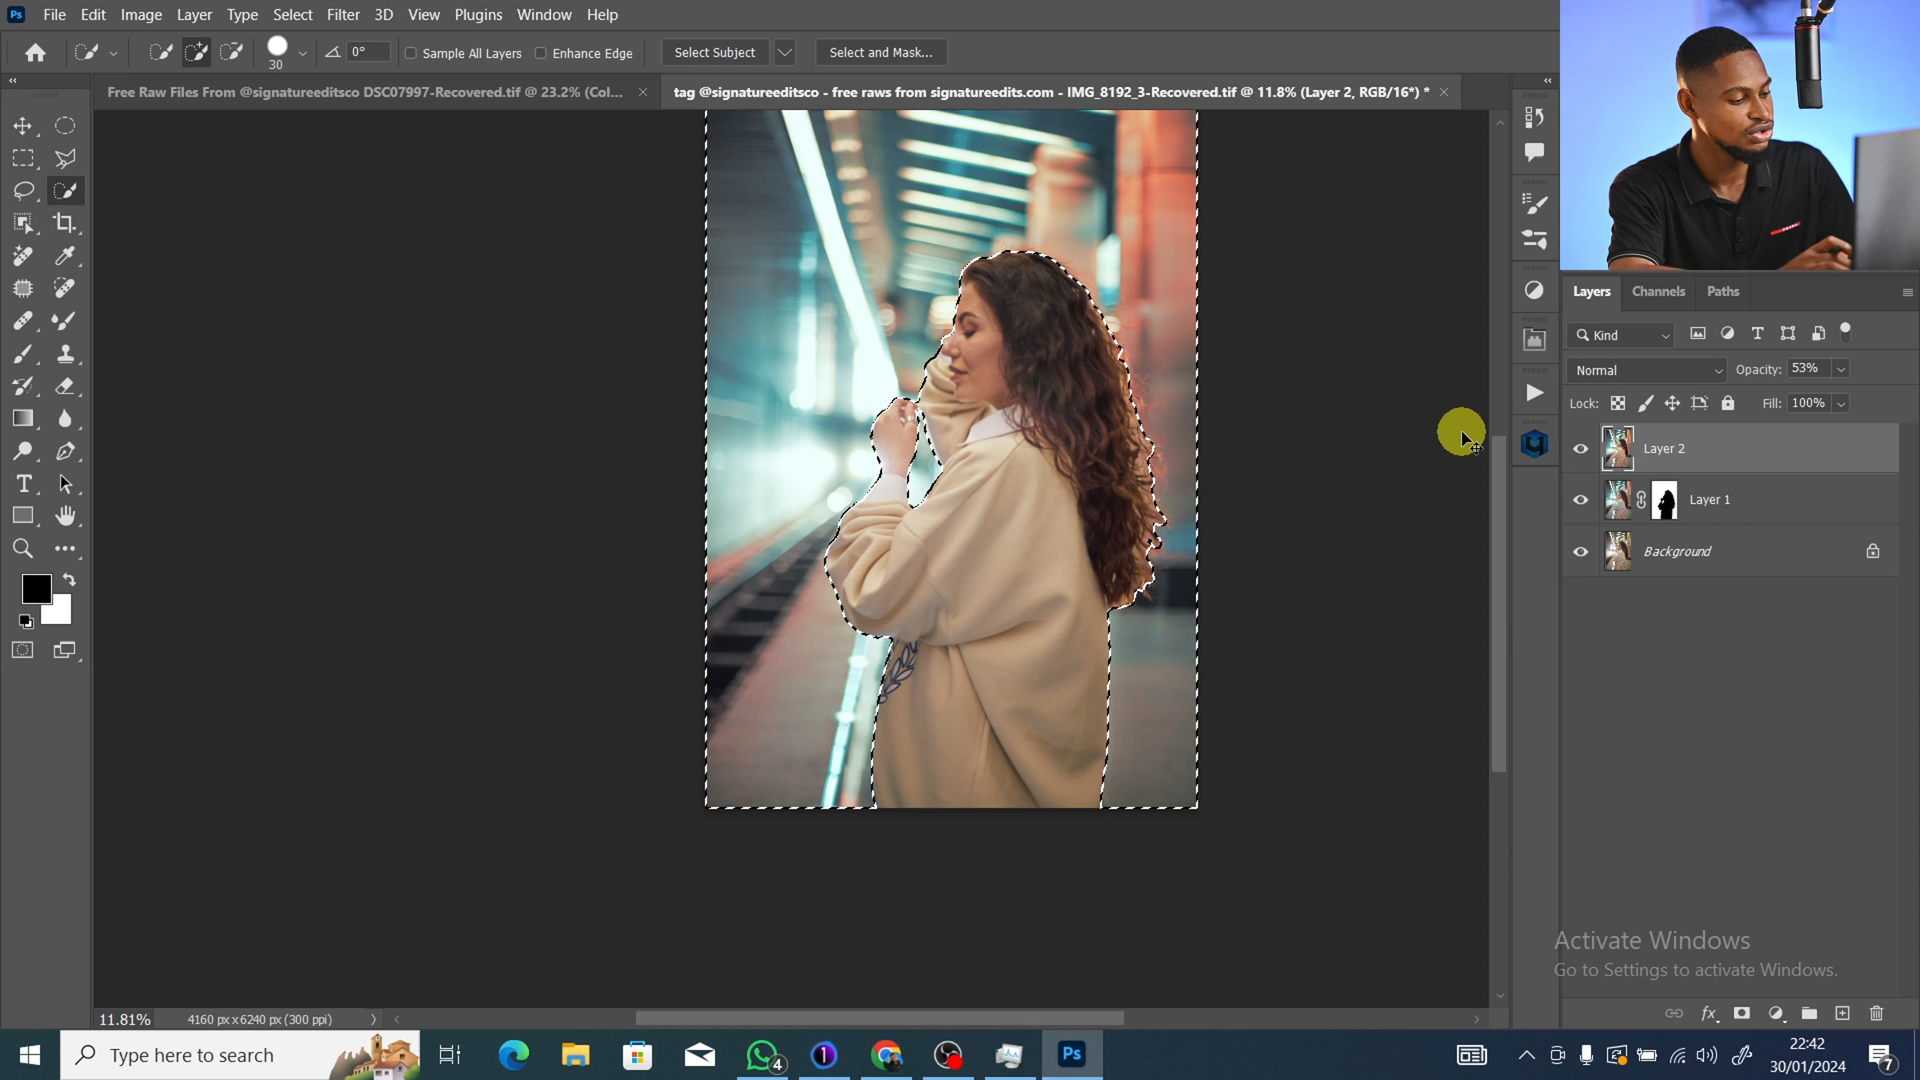 Ps File Edit Image Layer Type Select Filter 3D View Plugins Window Help
30 0° Sample All Layers Enhance Edge Select Subject Select and Mask...
Free Raw Files From @signatureeditsco DSC07997-Recovered.tif @ 23.2% (Col...
tag @signatureeditsco - free raws from signatureedits.com - IMG_8192_3-Recovered.tif @ 11.8% (Layer 2, RGB/16*) *
Layers Channels Paths
Kind
Normal Opacity: 53%
Lock: Fill: 100%
Layer 2
Layer 1
Background
Activate Windows
Go to Settings to activate Windows.
11.81% 4160 px x 6240 px (300 ppi)
Type here to search
4
Ps
22:42
30/01/2024
7